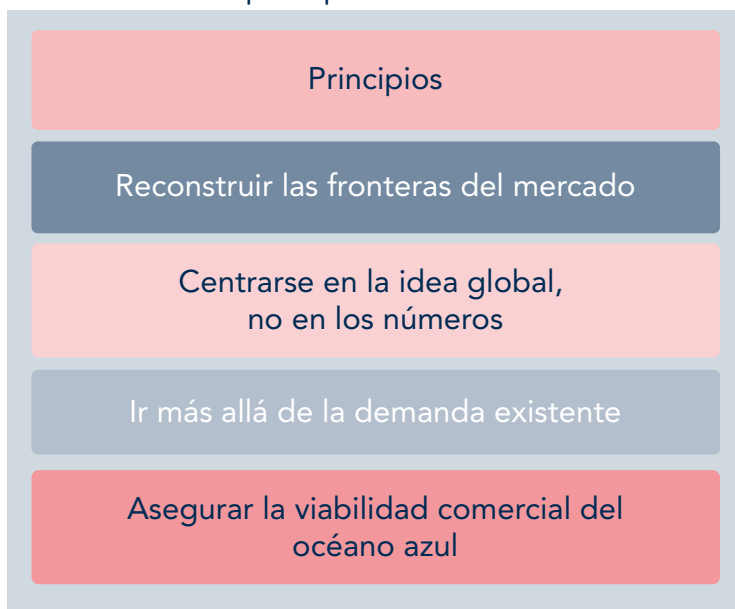 Principios
Reconstruir las fronteras del mercado
Centrarse en la idea global,
no en los números
Ir más allá de la demanda existente
Asegurar la viabilidad comercial del
océano azul